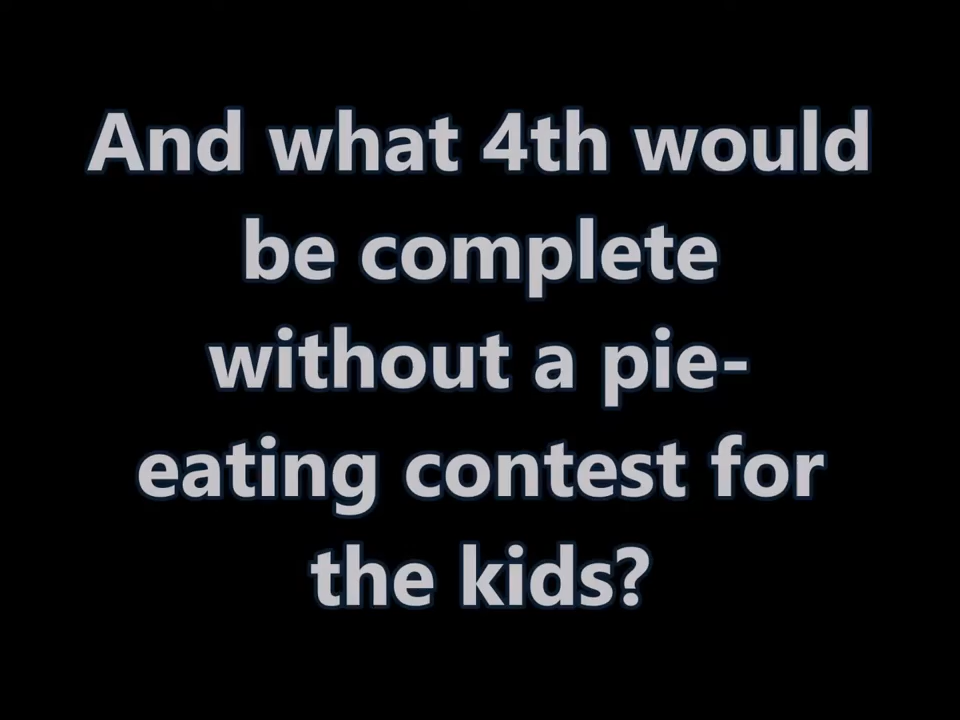 And what 4th would
be complete
without a pie-
eating contest for
the kids?